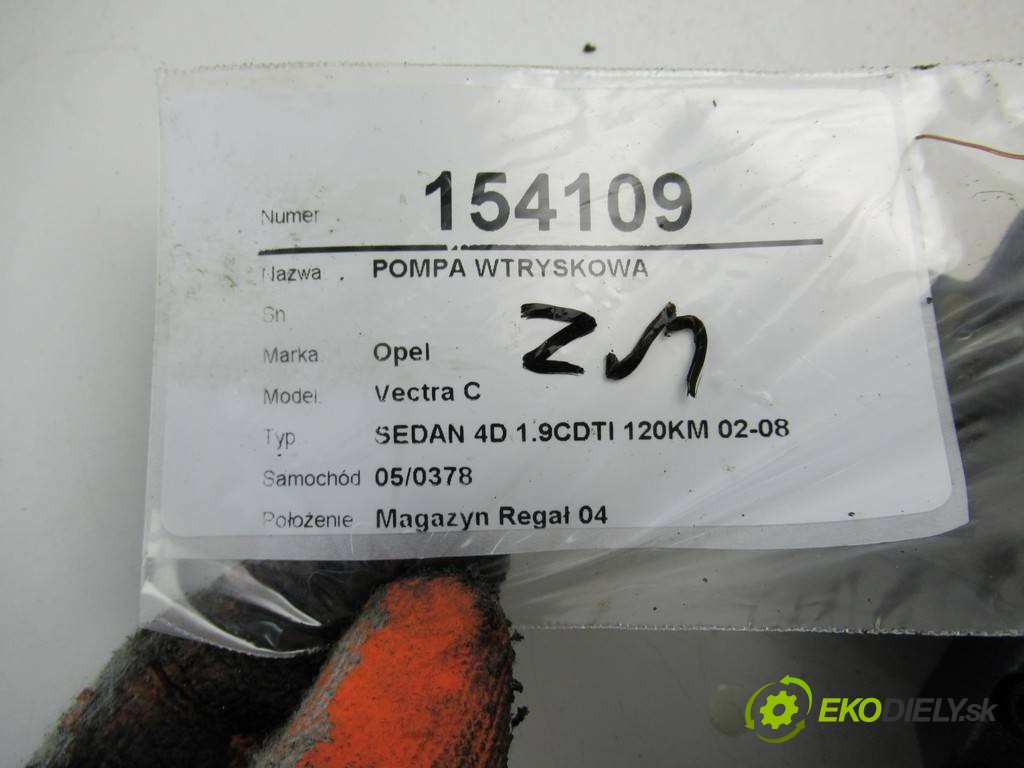 Numer 154109
Nazwa POMPA WTRYSKOWA
Sn
Marka Opel
Model Vectra C
Typ SEDAN 4D 1.9CDTI 120KM 02-08
Samochód 05/0378
Położenie Magazyn Regał 04
EKODIELY.sk